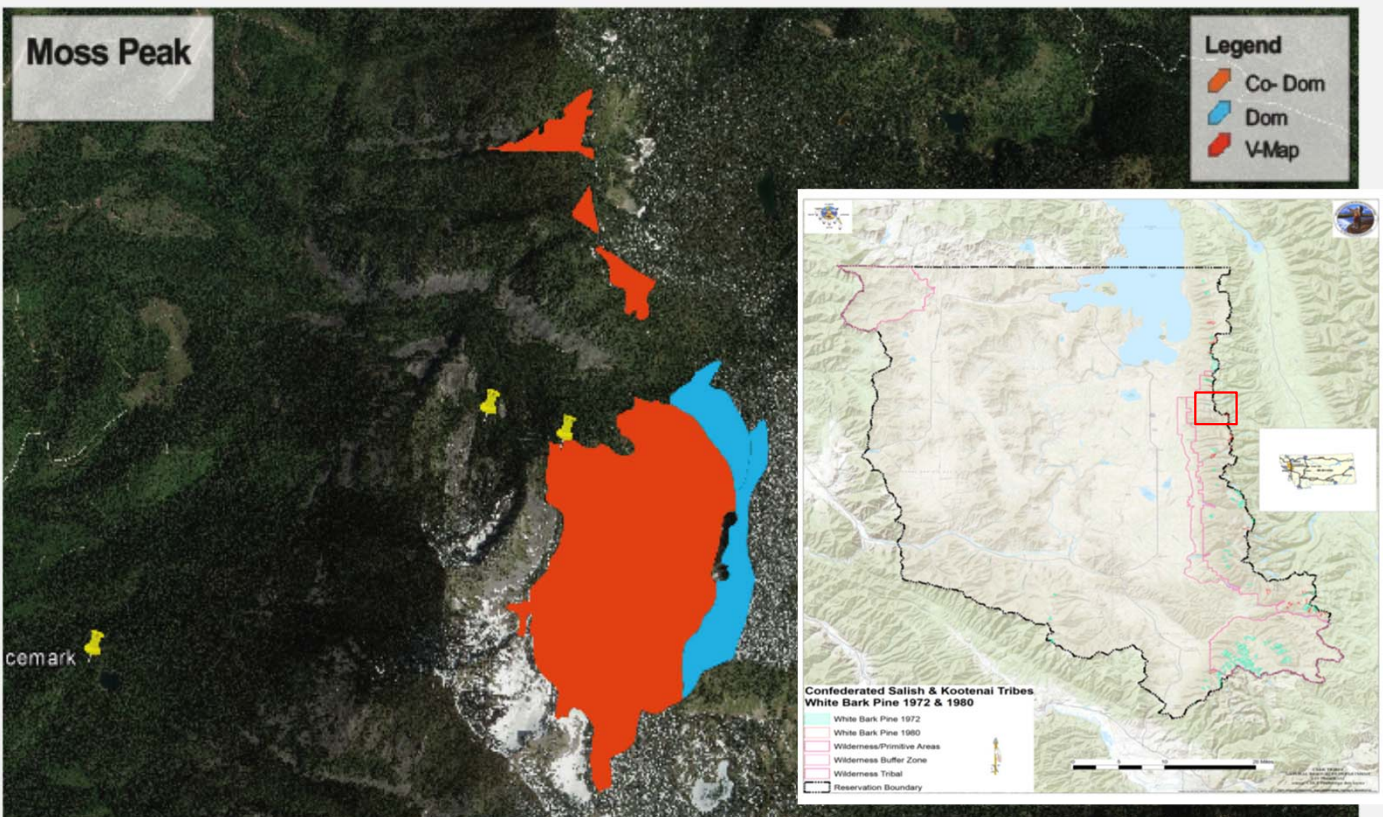 Moss Peak
Legend
Co- Dom
Dom
V-Map
cemark
Confederated Salish & Kootenai Tribes
White Bark Pine 1972 & 1980
White Bark Pine 1972
White Bark Pine 1980
Wilderness/Primitive Areas
Wilderness Buffer Zone
Wilderness Tribal
Reservation Boundary